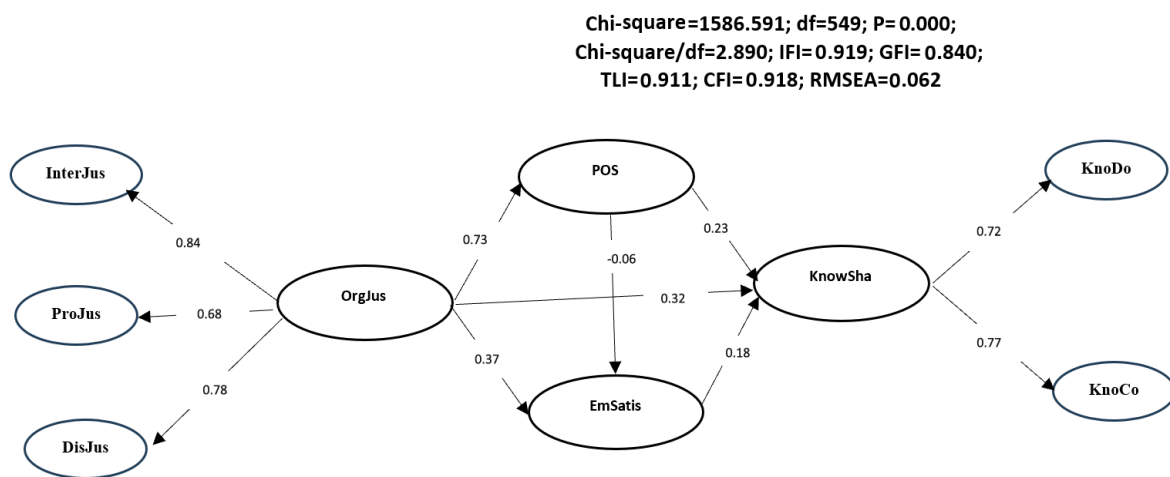 Chi-square=1586.591; df=549; P=0.000;
Chi-square/df=2.890; IFI=0.919; GFI=0.840;
TLI=0.911; CFI=0.918; RMSEA=0.062
InterJus
POS
KnoDo
0.84
0.73
-0.06
0.23
0.72
ProJus
0.68
OrgJus
0.32
KnowSha
0.78
0.37
0.18
0.77
DisJus
EmSatis
KnoCo